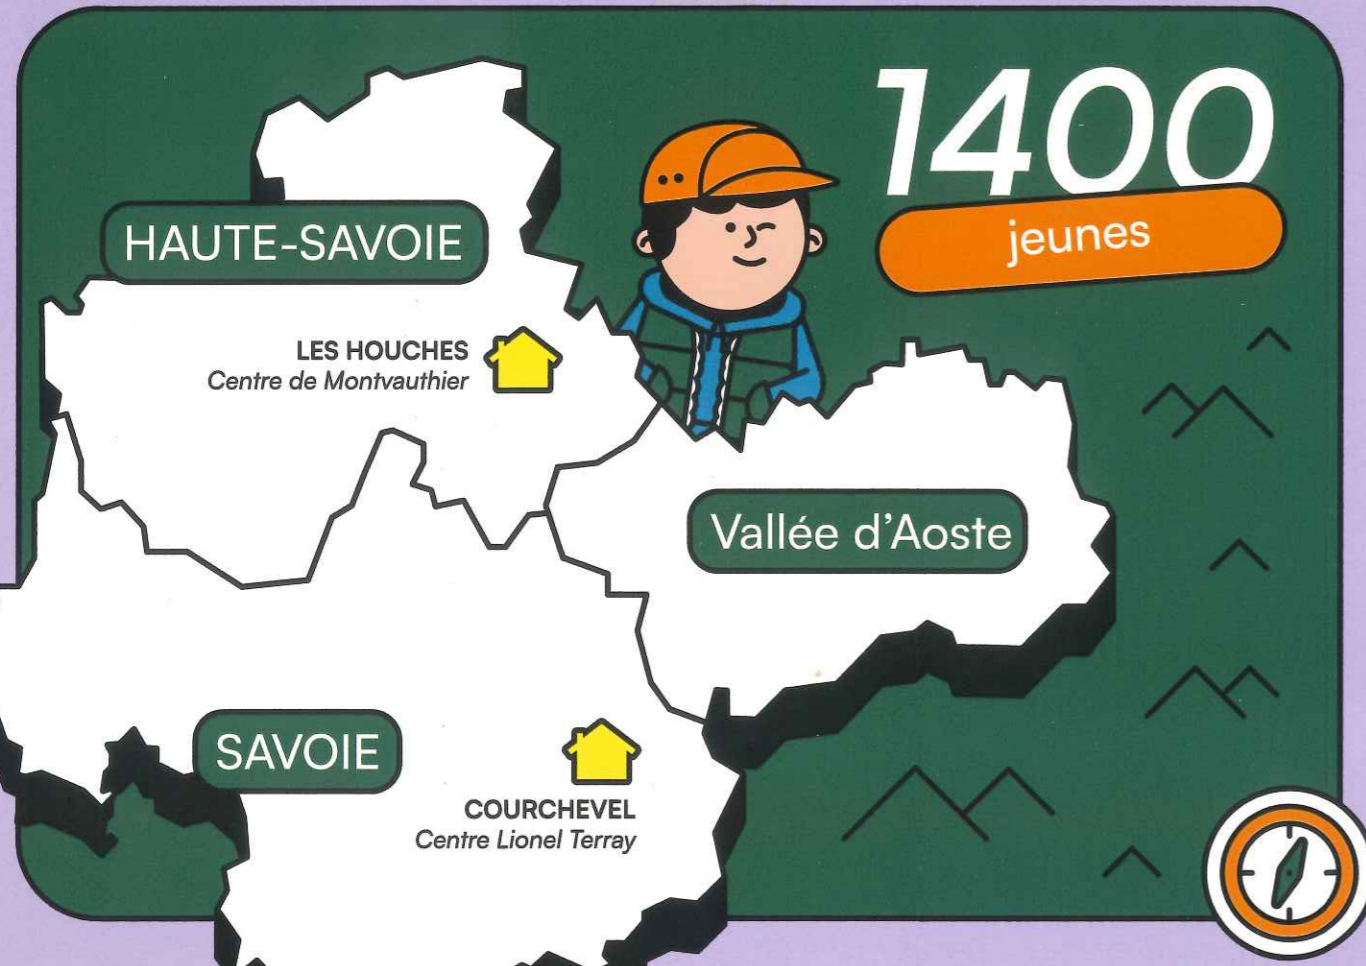 1400
jeunes
HAUTE-SAVOIE
LES HOUCHES
Centre de Montvauthier
Vallée d'Aoste
SAVOIE
COURCHEVEL
Centre Lionel Terray